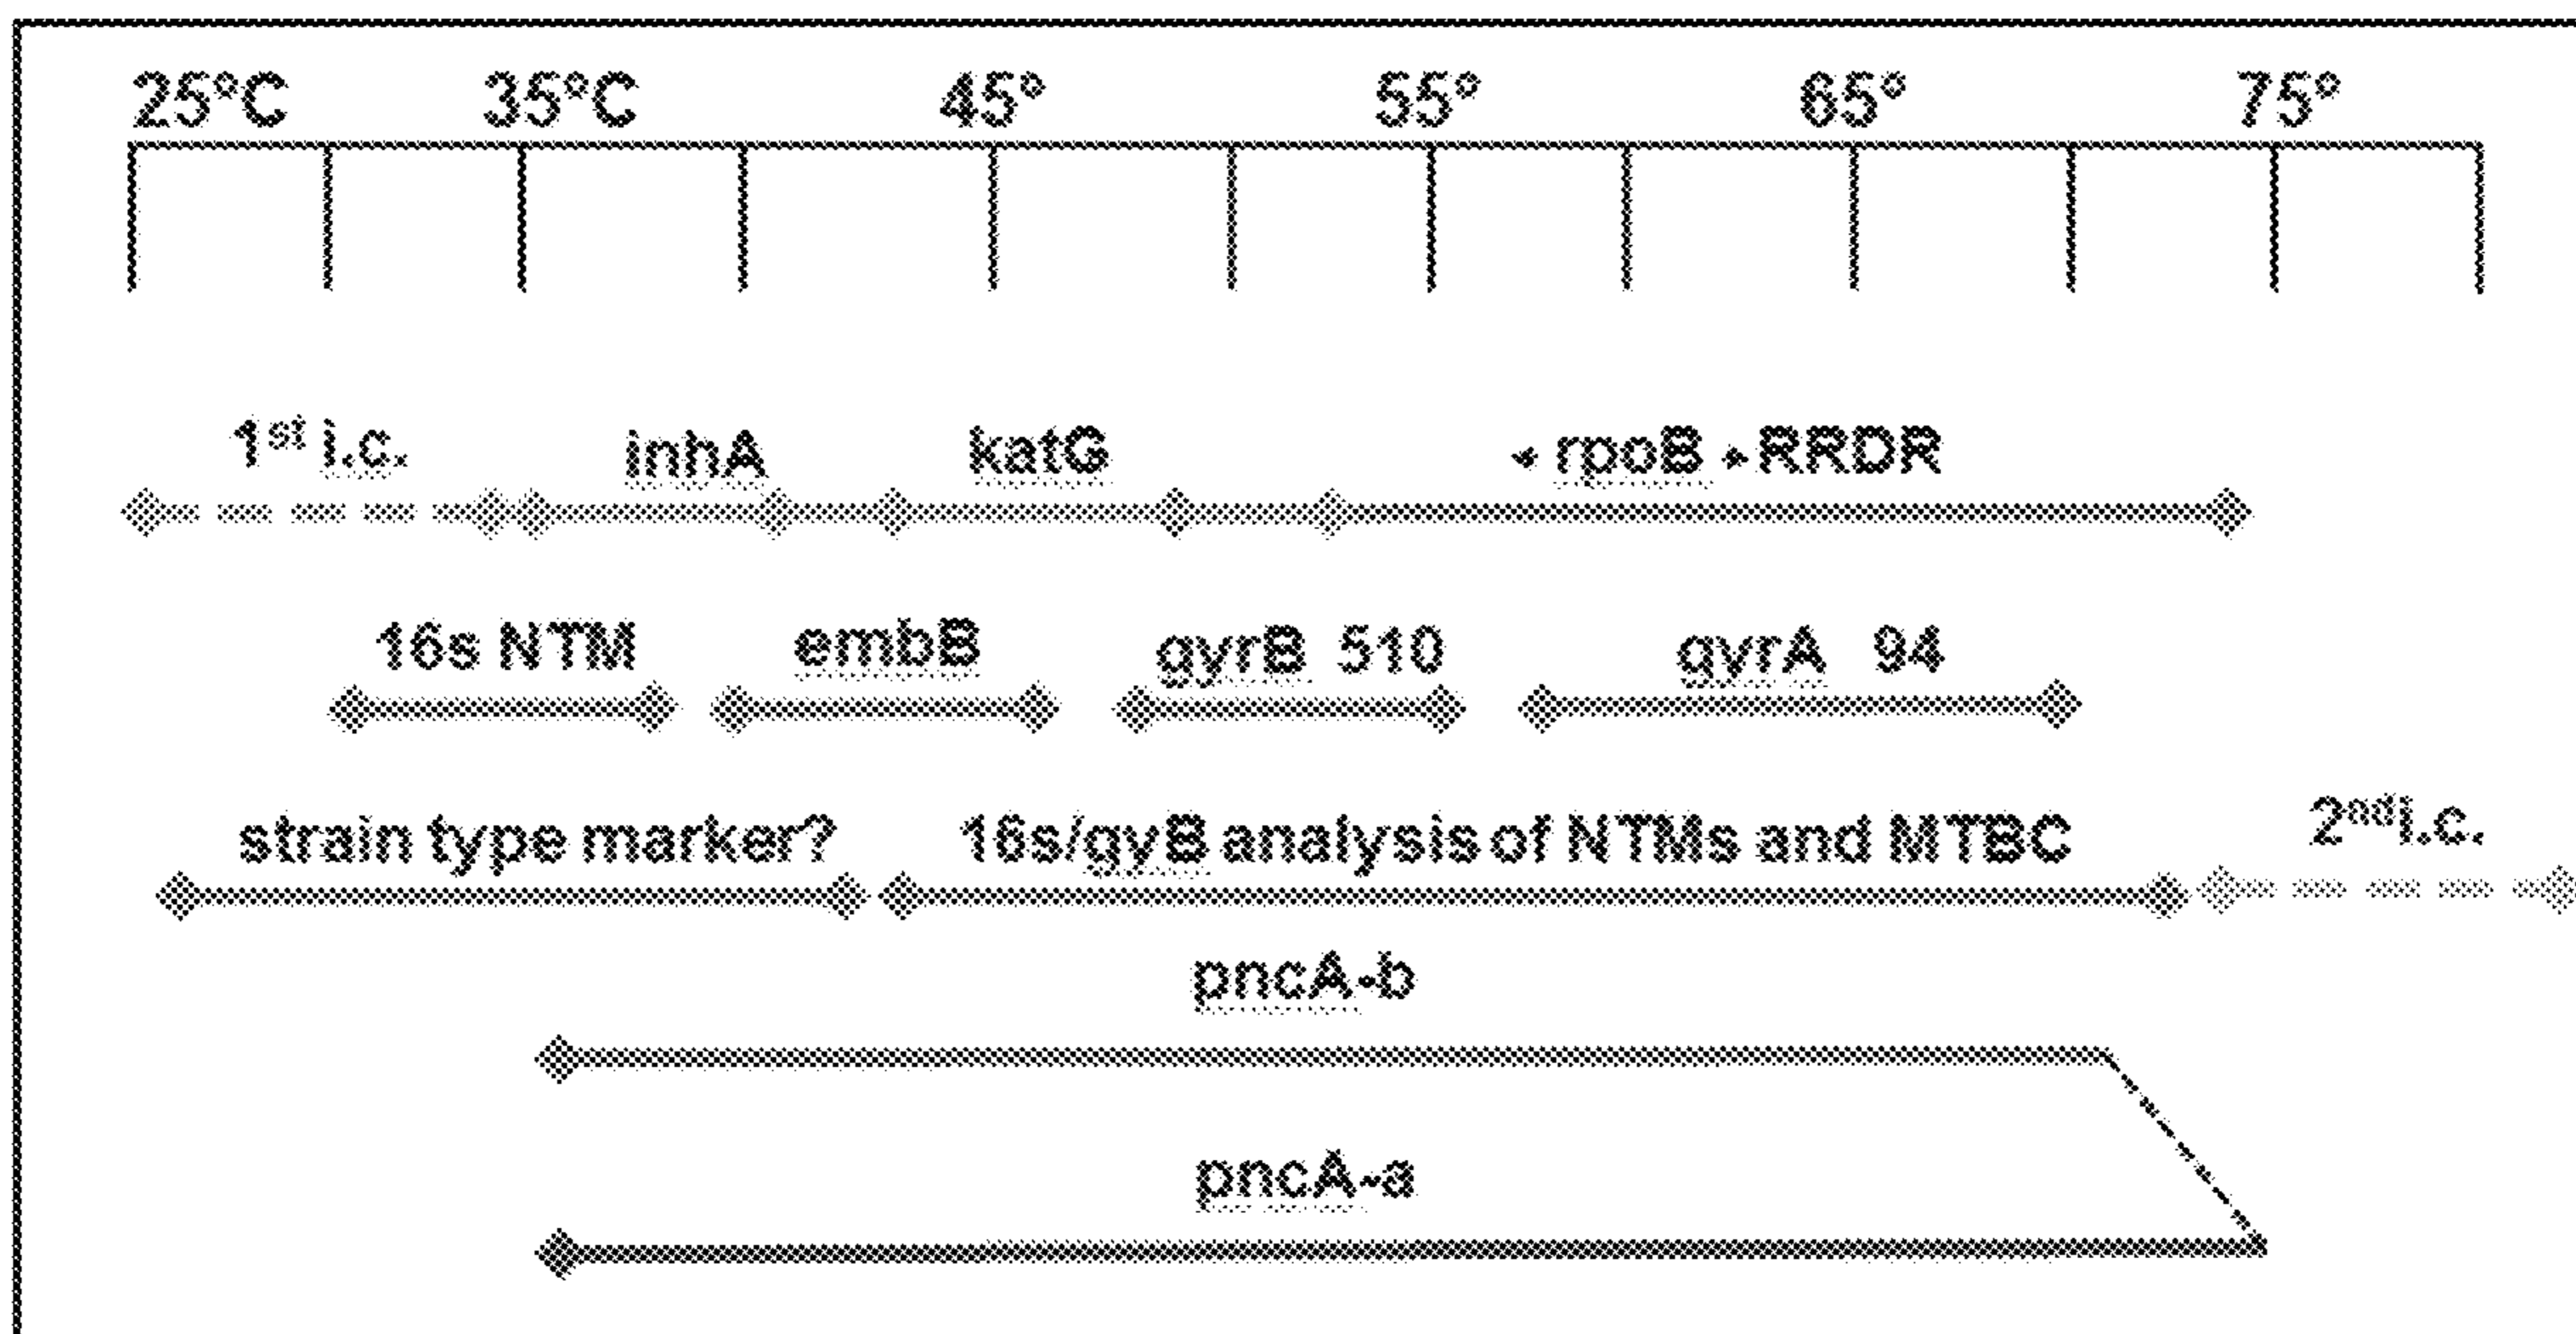 25°C 35°C 45° 55° 65° 75°
1st i.c. inhA katG ◂ rpoB ▸ RRDR
16s NTM embB gyrB 510 gyrA 94
strain type marker? 16s/gyB analysis of NTMs and MTBC 2nd i.c.
pncA-b
pncA-a